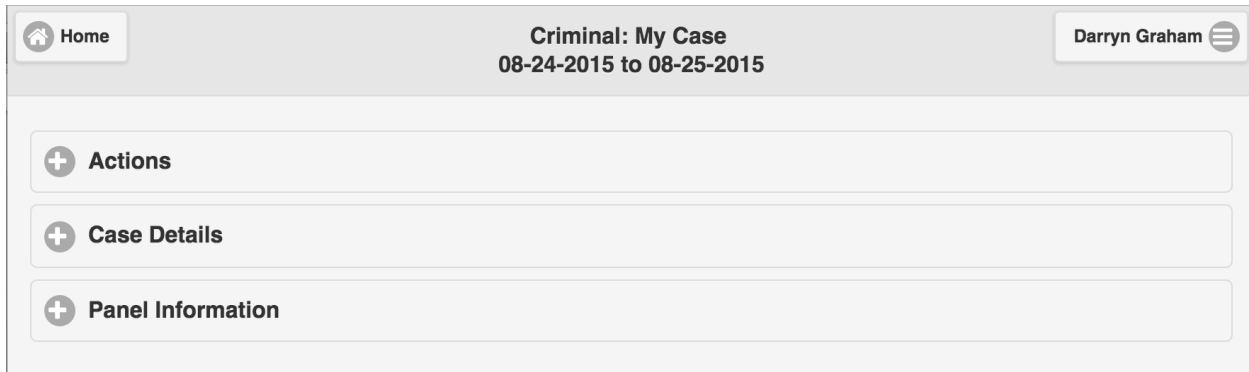 Home
Criminal: My Case
08-24-2015 to 08-25-2015
Darryn Graham
Actions
Case Details
Panel Information